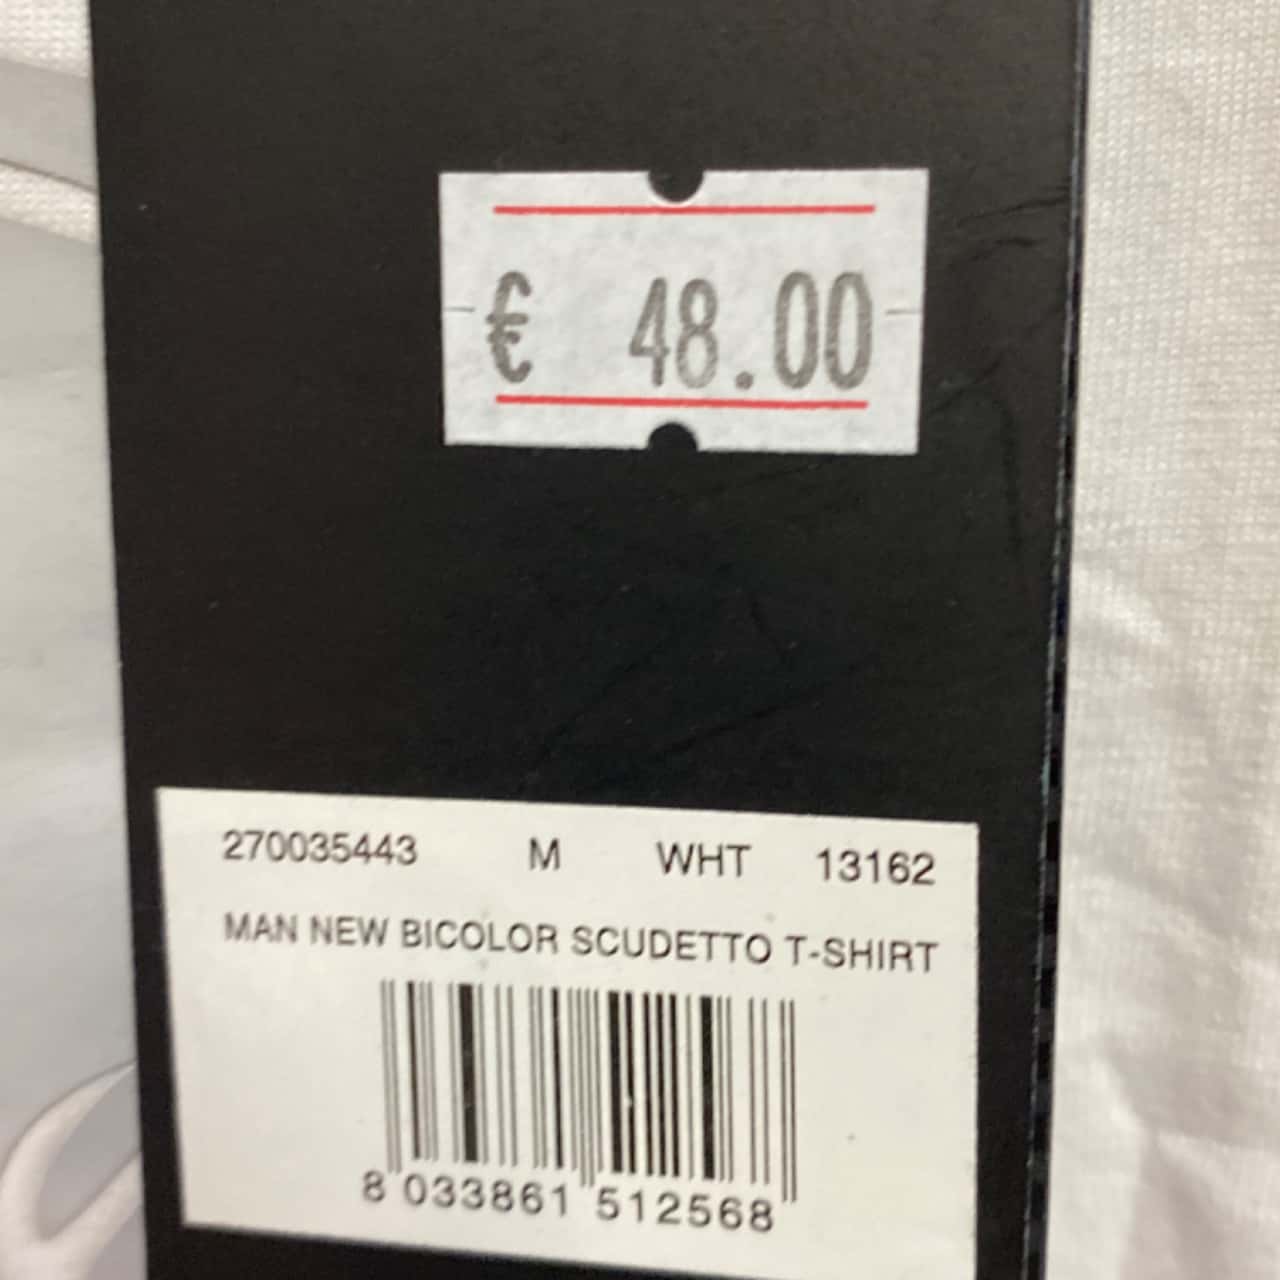 € 48.00
270035443 M WHT 13162
MAN NEW BICOLOR SCUDETTO T-SHIRT
8 033861 512568